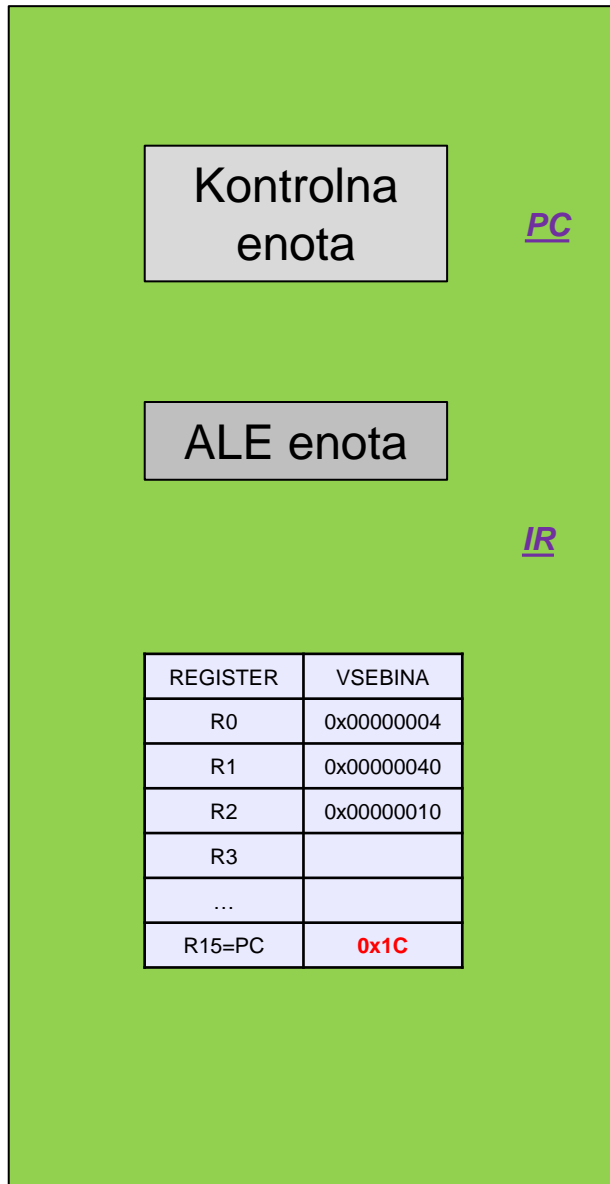 Kontrolna
enota
PC
ALE enota
IR
REGISTER VSEBINA
R0 0x00000004
R1 0x00000040
R2 0x00000010
R3
…
R15=PC 0x1C